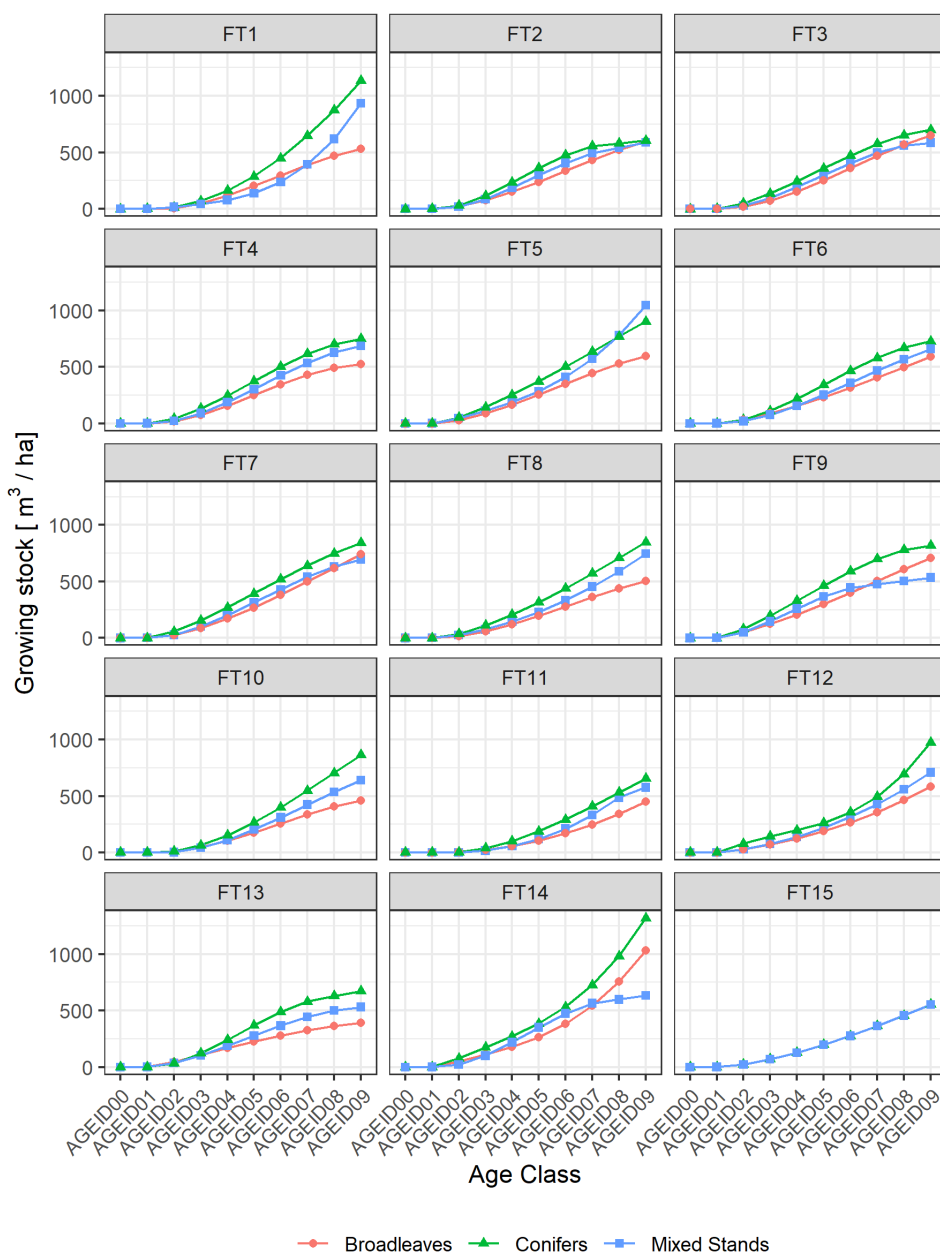 FT1 FT2 FT3
1000
500
0
FT4 FT5 FT6
1000
500
0
FT7 FT8 FT9
1000
500
0
FT10 FT11 FT12
1000
500
0
FT13 FT14 FT15
1000
500
0
Growing stock [ m³ / ha]
AGEID00 AGEID01 AGEID02 AGEID03 AGEID04 AGEID05 AGEID06 AGEID07 AGEID08 AGEID09 AGEID00 AGEID01 AGEID02 AGEID03 AGEID04 AGEID05 AGEID06 AGEID07 AGEID08 AGEID09 AGEID00 AGEID01 AGEID02 AGEID03 AGEID04 AGEID05 AGEID06 AGEID07 AGEID08 AGEID09
Age Class
Broadleaves Conifers Mixed Stands